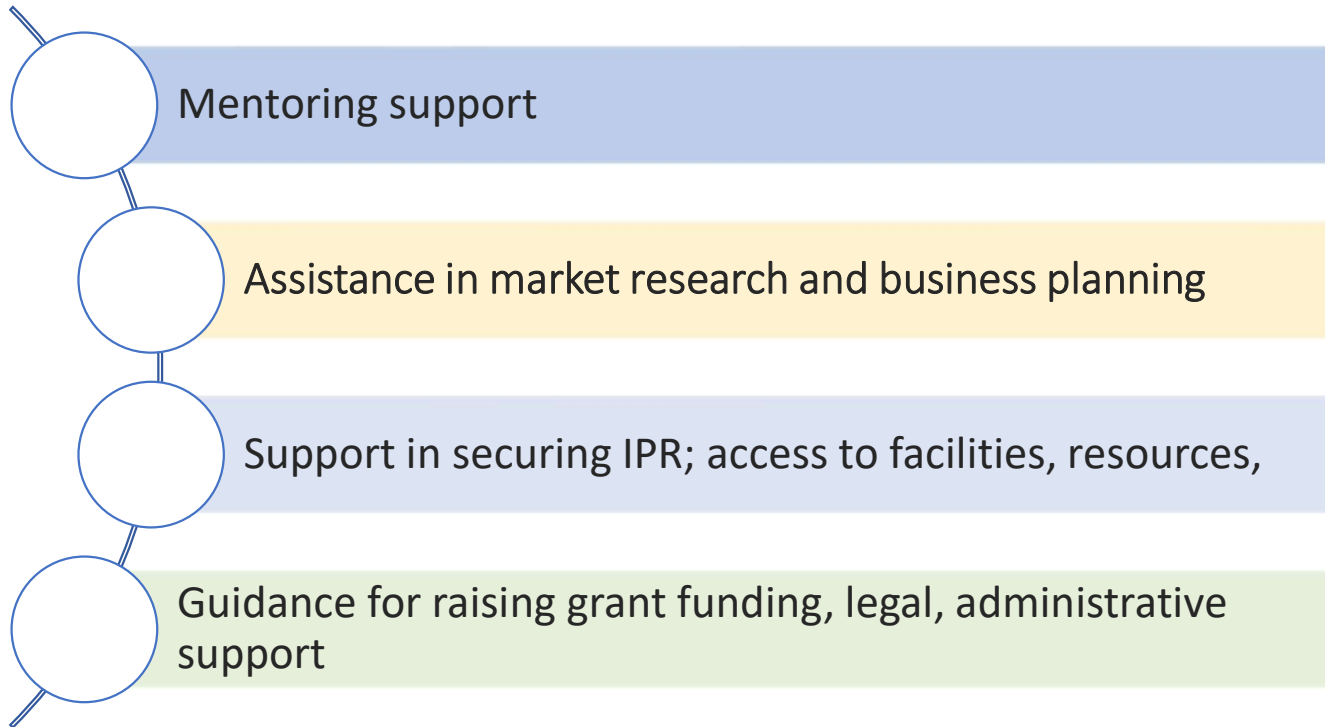 Mentoring support
Assistance in market research and business planning
Support in securing IPR; access to facilities, resources,
Guidance for raising grant funding, legal, administrative
support